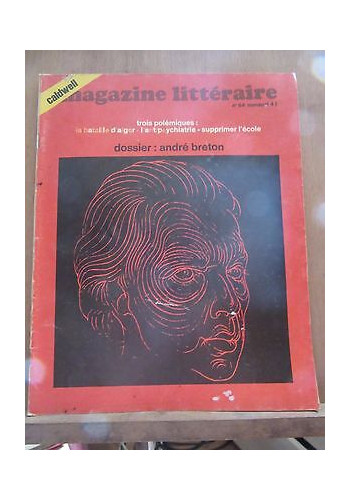 caldwell
magazine littéraire
trois polémiques :
la bataille d'alger - l'antipsychiatrie - supprimer l'école
dossier : andré breton